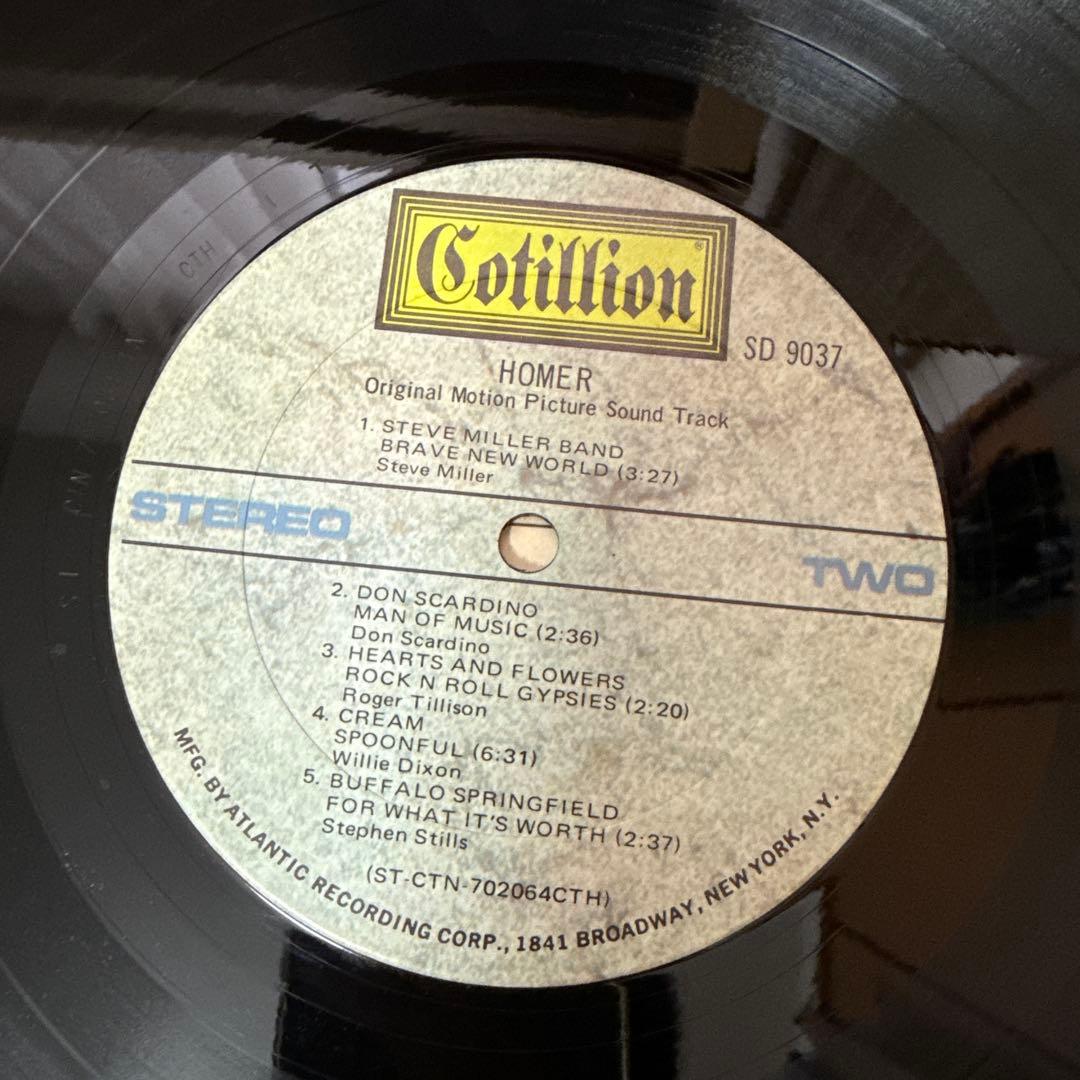 Cotillion®
SD 9037
HOMER
Original Motion Picture Sound Track
1. STEVE MILLER BAND
BRAVE NEW WORLD (3:27)
Steve Miller
STEREO
TWO
2. DON SCARDINO
MAN OF MUSIC (2:36)
Don Scardino
3. HEARTS AND FLOWERS
ROCK N ROLL GYPSIES (2:20)
Roger Tillison
4. CREAM
SPOONFUL (6:31)
Willie Dixon
5. BUFFALO SPRINGFIELD
FOR WHAT IT'S WORTH (2:37)
Stephen Stills
(ST-CTN-702064CTH)
MFG. BY ATLANTIC RECORDING CORP., 1841 BROADWAY, NEW YORK, N.Y.
CTH